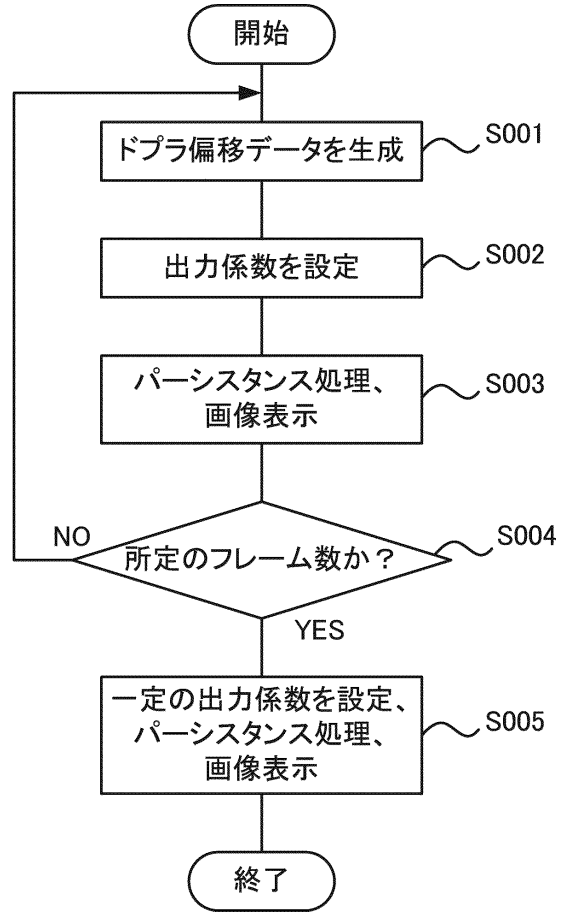 開始
ドプラ偏移データを生成
S001
出力係数を設定
S002
パーシスタンス処理、
画像表示
S003
所定のフレーム数か？
S004
NO
YES
一定の出力係数を設定、
パーシスタンス処理、
画像表示
S005
終了